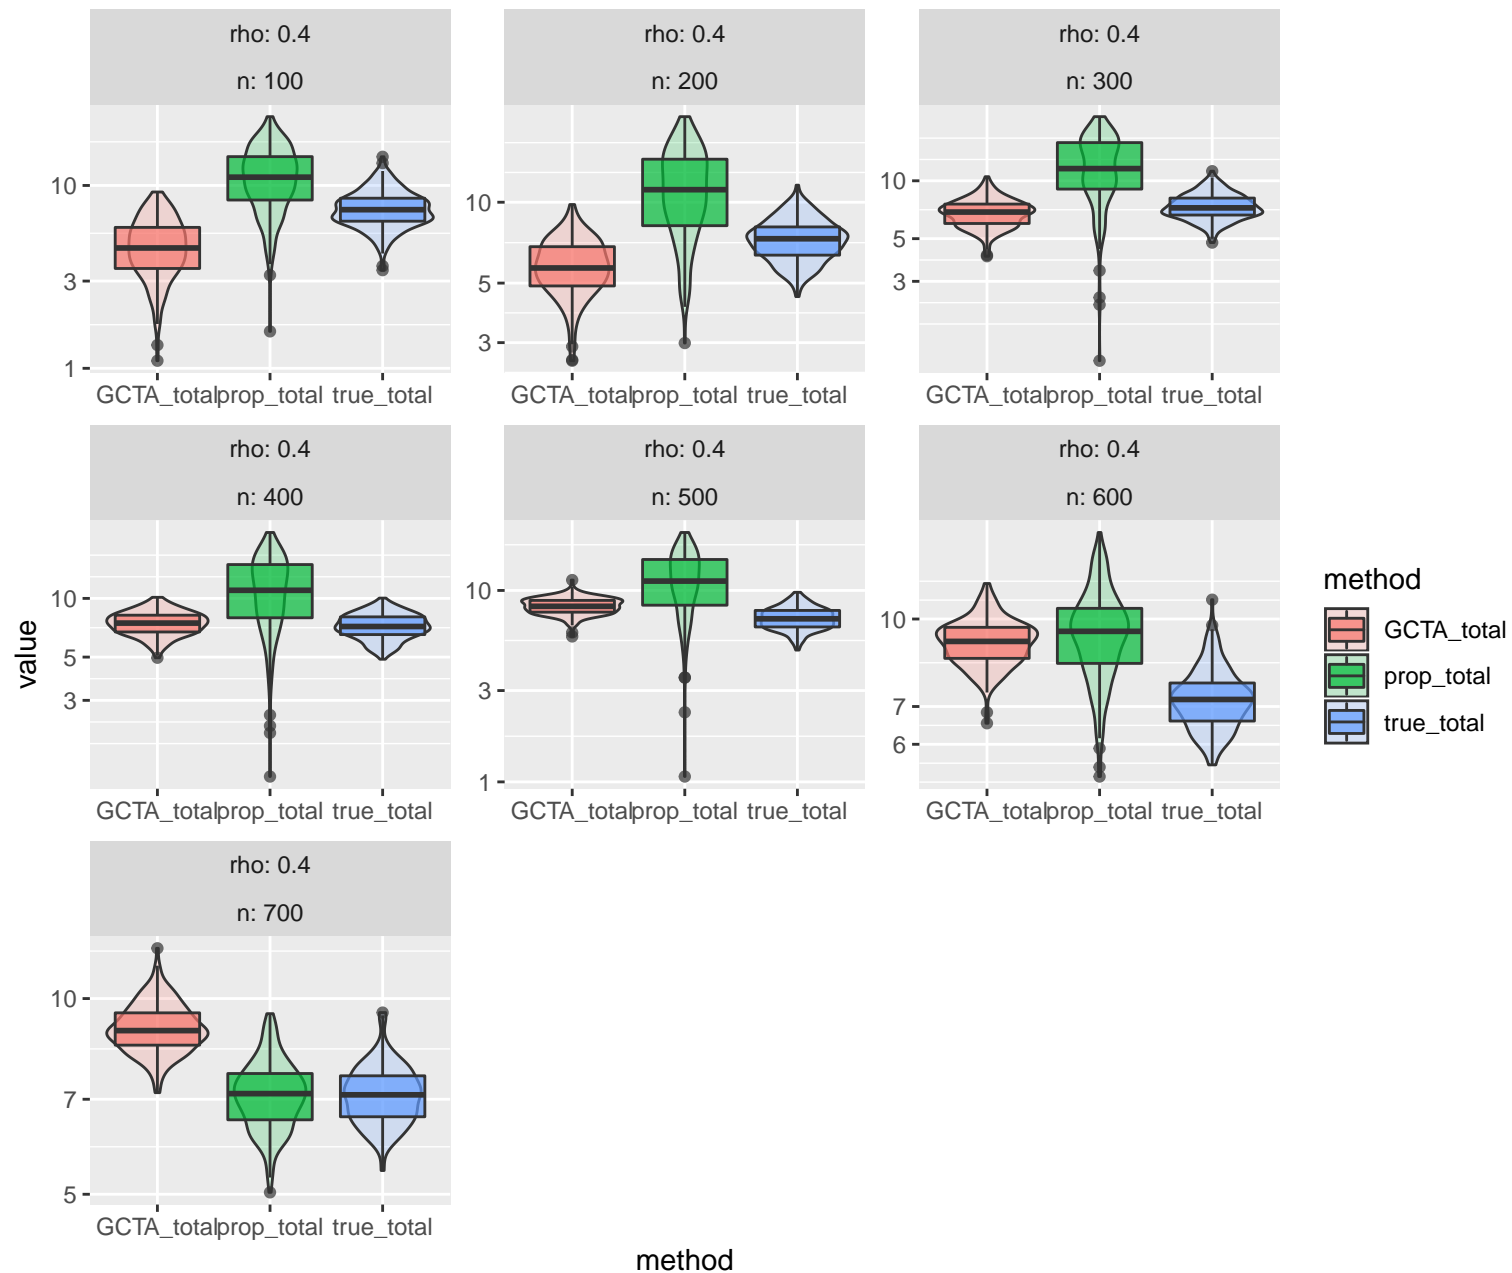 rho: 0.4
n: 100
rho: 0.4
n: 200
rho: 0.4
n: 300
10
3
1
10
5
3
10
5
3
GCTA_total prop_total true_total
GCTA_total prop_total true_total
GCTA_total prop_total true_total
rho: 0.4
n: 400
rho: 0.4
n: 500
rho: 0.4
n: 600
value
10
5
3
10
3
1
10
7
6
GCTA_total prop_total true_total
GCTA_total prop_total true_total
GCTA_total prop_total true_total
method
GCTA_total
prop_total
true_total
rho: 0.4
n: 700
10
7
5
GCTA_total prop_total true_total
method